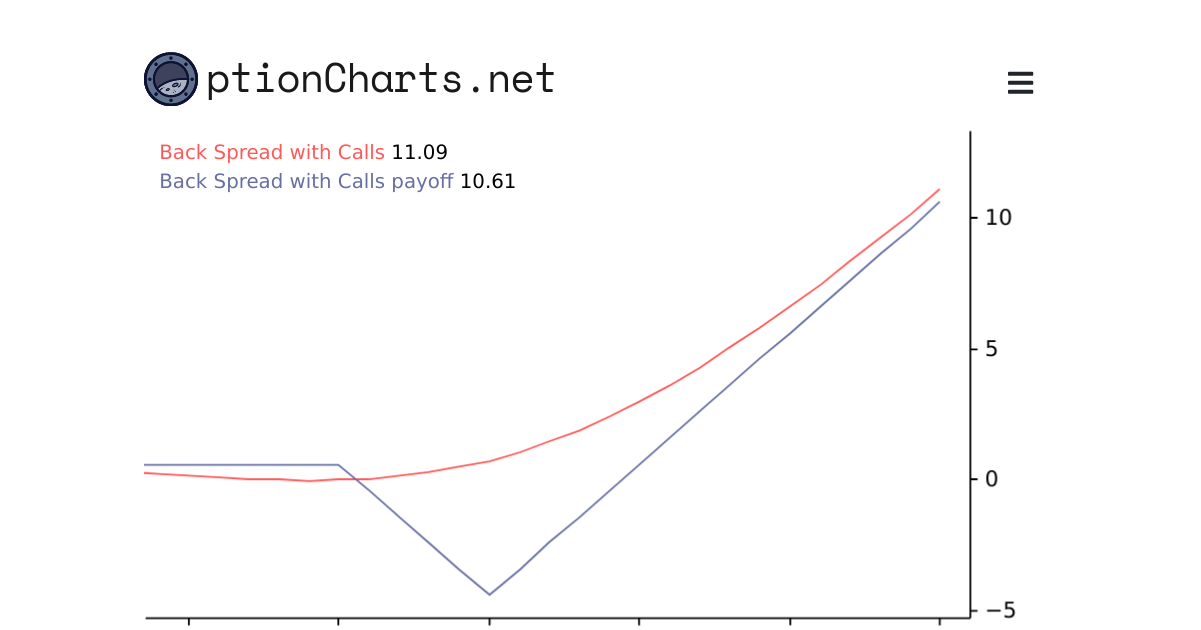 ptionCharts.net
Back Spread with Calls 11.09
Back Spread with Calls payoff 10.61
10
5
0
−5